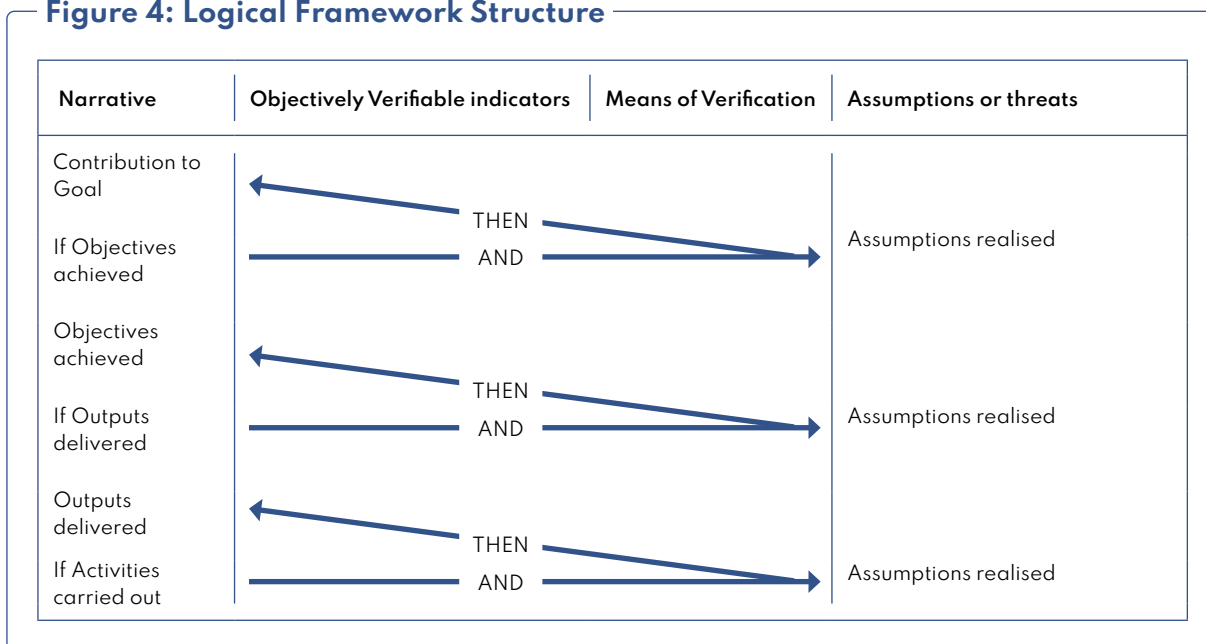 Figure 4: Logical Framework Structure
Narrative
Objectively Verifiable indicators
Means of Verification
Assumptions or threats
Contribution to
Goal
THEN
If Objectives
achieved
AND
Assumptions realised
Objectives
achieved
THEN
If Outputs
delivered
AND
Assumptions realised
Outputs
delivered
THEN
If Activities
carried out
AND
Assumptions realised